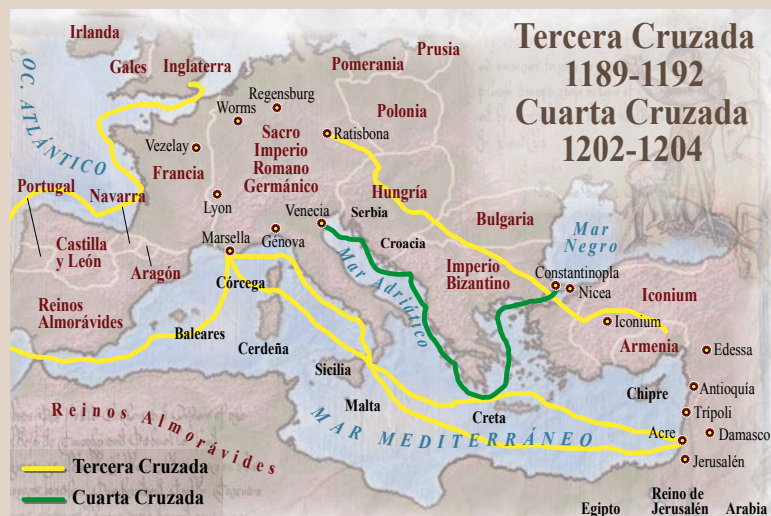 Tercera Cruzada
1189-1192
Cuarta Cruzada
1202-1204
Irlanda
Gales
Inglaterra
OC. ATLÁNTICO
Pomerania
Prusia
Polonia
Regensburg
Worms
Ratisbona
Vezelay
Sacro
Imperio
Romano
Germánico
Francia
Portugal
Navarra
Lyon
Hungría
Venecia
Serbia
Bulgaria
Mar
Negro
Castilla
y León
Marsella
Génova
Croacia
Aragón
Mar Adriático
Imperio
Bizantino
Constantinopla
Nicea
Iconium
Córcega
Reinos
Almorávides
Baleares
Iconium
Armenia
Edessa
Cerdeña
Sicilia
Chipre
Antioquía
Malta
Creta
Trípoli
Reinos Almorávides
MAR MEDITERRÁNEO
Acre
Damasco
Jerusalén
Tercera Cruzada
Cuarta Cruzada
Egipto
Reino de
Jerusalén
Arabia